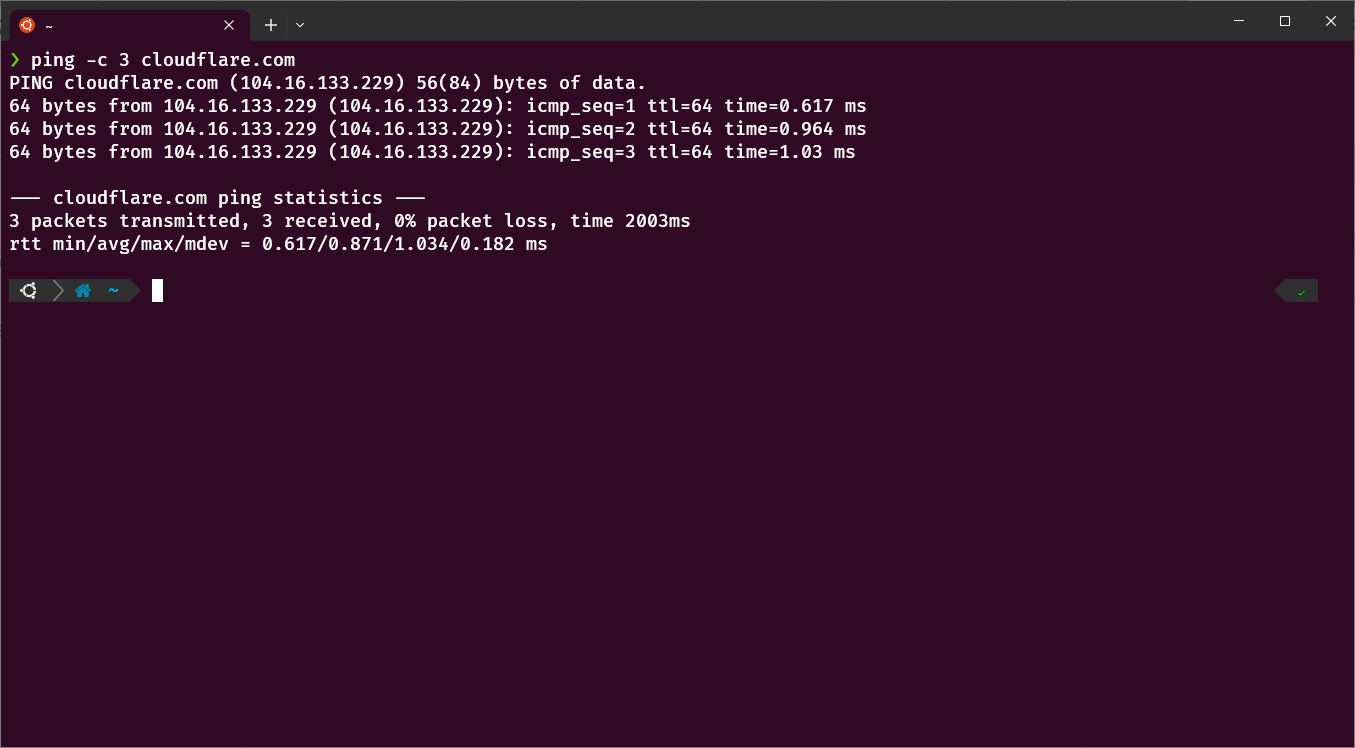 ~
❯ ping -c 3 cloudflare.com
PING cloudflare.com (104.16.133.229) 56(84) bytes of data.
64 bytes from 104.16.133.229 (104.16.133.229): icmp_seq=1 ttl=64 time=0.617 ms
64 bytes from 104.16.133.229 (104.16.133.229): icmp_seq=2 ttl=64 time=0.964 ms
64 bytes from 104.16.133.229 (104.16.133.229): icmp_seq=3 ttl=64 time=1.03 ms
--- cloudflare.com ping statistics ---
3 packets transmitted, 3 received, 0% packet loss, time 2003ms
rtt min/avg/max/mdev = 0.617/0.871/1.034/0.182 ms
~ ✓